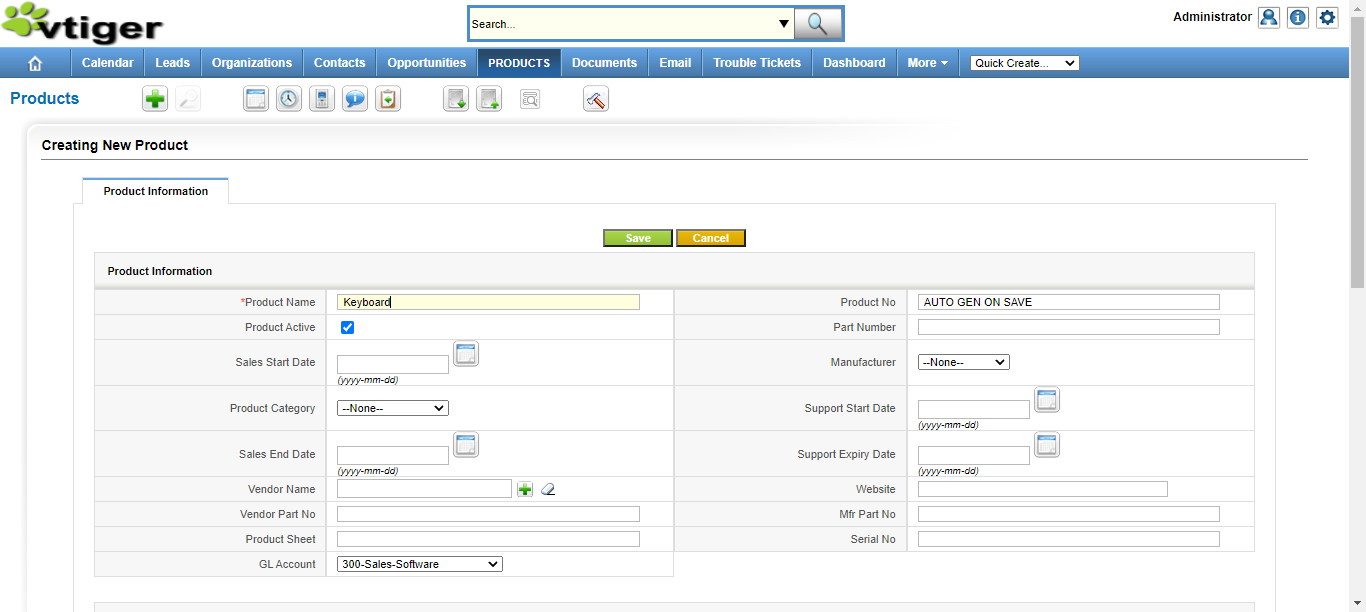 vtiger
Search...
Administrator
Calendar Leads Organizations Contacts Opportunities PRODUCTS Documents Email Trouble Tickets Dashboard More Quick Create...
Products
Creating New Product
Product Information
Save Cancel
Product Information
*Product Name Keyboard Product No AUTO GEN ON SAVE
Product Active Part Number
Sales Start Date (yyyy-mm-dd) Manufacturer --None--
Product Category --None-- Support Start Date (yyyy-mm-dd)
Sales End Date (yyyy-mm-dd) Support Expiry Date (yyyy-mm-dd)
Vendor Name Website
Vendor Part No Mfr Part No
Product Sheet Serial No
GL Account 300-Sales-Software